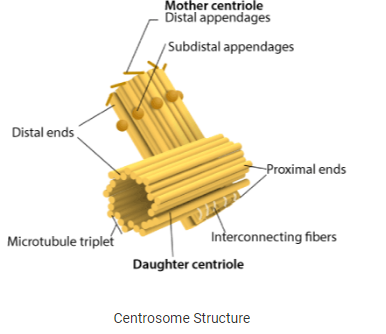 Mother centriole
Distal appendages
Subdistal appendages
Distal ends
Proximal ends
Microtubule triplet
Interconnecting fibers
Daughter centriole
Centrosome Structure